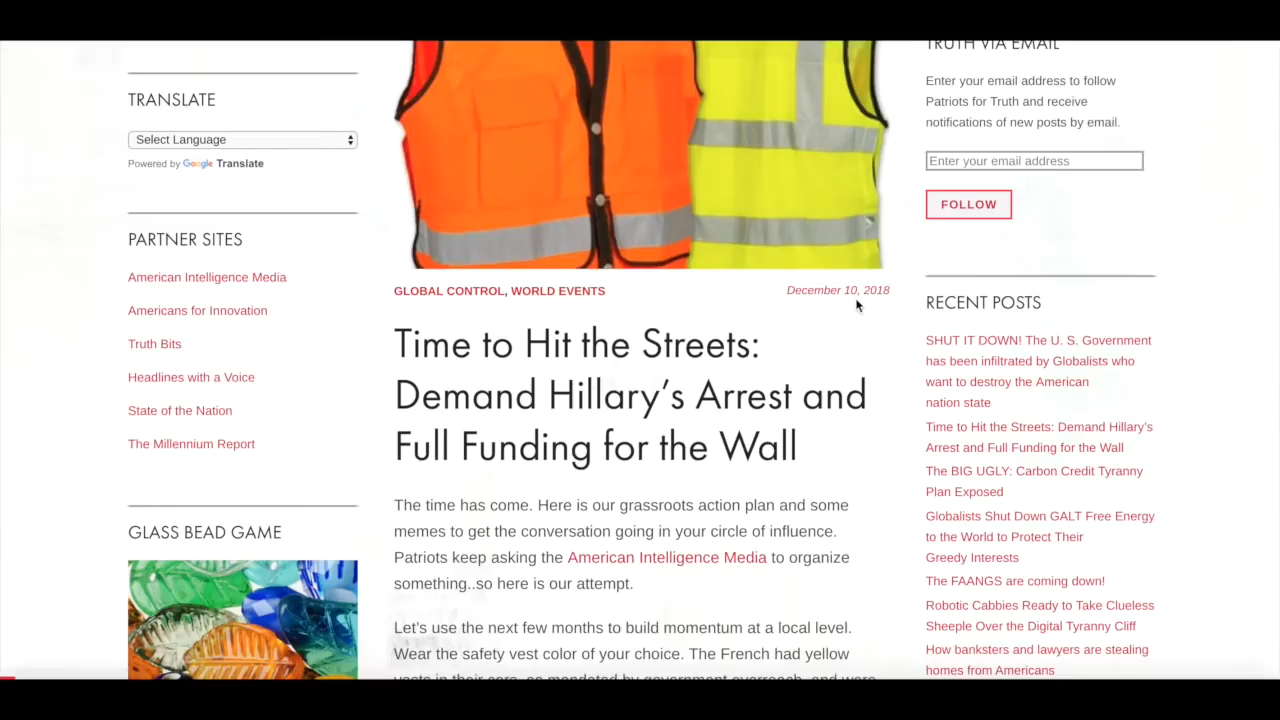 TRANSLATE
Select Language
Powered by Google Translate
PARTNER SITES
American Intelligence Media
Americans for Innovation
Truth Bits
Headlines with a Voice
State of the Nation
The Millennium Report
GLASS BEAD GAME
GLOBAL CONTROL, WORLD EVENTS
December 10, 2018
Time to Hit the Streets:
Demand Hillary’s Arrest and
Full Funding for the Wall
The time has come. Here is our grassroots action plan and some
memes to get the conversation going in your circle of influence.
Patriots keep asking the American Intelligence Media to organize
something..so here is our attempt.
Let’s use the next few months to build momentum at a local level.
Wear the safety vest color of your choice. The French had yellow
vests in their cars, as mandated by government overreach, and were
TRUTH VIA EMAIL
Enter your email address to follow
Patriots for Truth and receive
notifications of new posts by email.
Enter your email address
FOLLOW
RECENT POSTS
SHUT IT DOWN! The U. S. Government
has been infiltrated by Globalists who
want to destroy the American
nation state
Time to Hit the Streets: Demand Hillary’s
Arrest and Full Funding for the Wall
The BIG UGLY: Carbon Credit Tyranny
Plan Exposed
Globalists Shut Down GALT Free Energy
to the World to Protect Their
Greedy Interests
The FAANGS are coming down!
Robotic Cabbies Ready to Take Clueless
Sheeple Over the Digital Tyranny Cliff
How banksters and lawyers are stealing
homes from Americans